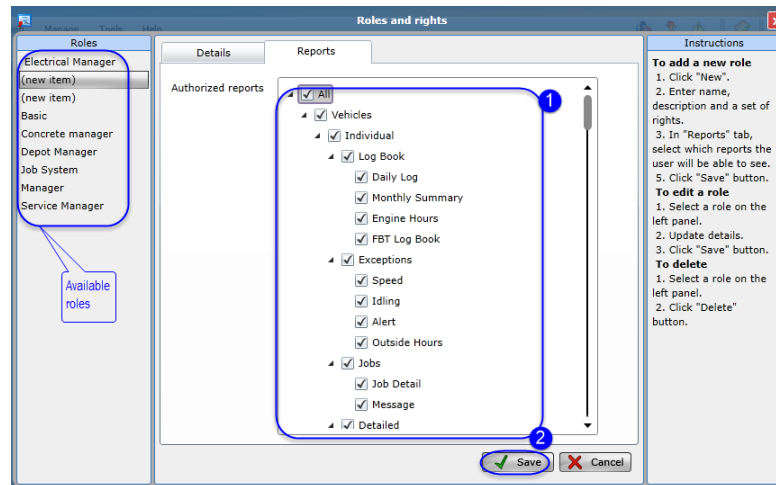 Manage Tools Help
Roles and rights
Roles
Electrical Manager
(new item)
(new item)
Basic
Concrete manager
Depot Manager
Job System
Manager
Service Manager
Available
roles
Details
Reports
Authorized reports
All
Vehicles
Individual
Log Book
Daily Log
Monthly Summary
Engine Hours
FBT Log Book
Exceptions
Speed
Idling
Alert
Outside Hours
Jobs
Job Detail
Message
Detailed
1
2
Save
Cancel
Instructions
To add a new role
1. Click "New".
2. Enter name,
description and a set of
rights.
3. In "Reports" tab,
select which reports the
user will be able to see.
5. Click "Save" button.
To edit a role
1. Select a role on the
left panel.
2. Update details.
3. Click "Save" button.
To delete
1. Select a role on the
left panel.
2. Click "Delete"
button.